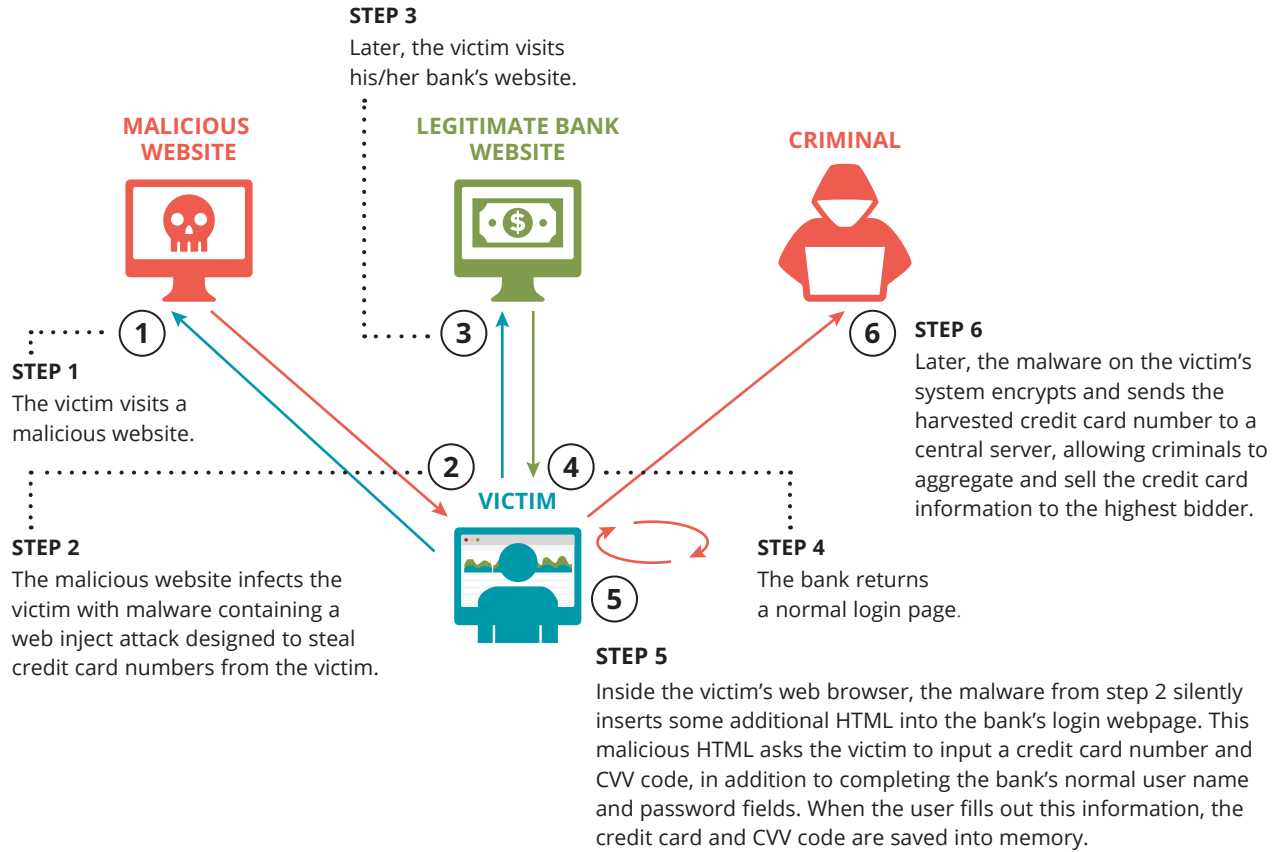 STEP 3
Later, the victim visits
his/her bank’s website.
MALICIOUS
WEBSITE
LEGITIMATE BANK
WEBSITE
CRIMINAL
$
1
3
6
STEP 1
The victim visits a
malicious website.
STEP 6
Later, the malware on the victim’s
system encrypts and sends the
harvested credit card number to a
central server, allowing criminals to
aggregate and sell the credit card
information to the highest bidder.
2
4
VICTIM
STEP 2
The malicious website infects the
victim with malware containing a
web inject attack designed to steal
credit card numbers from the victim.
STEP 4
The bank returns
a normal login page.
5
STEP 5
Inside the victim’s web browser, the malware from step 2 silently
inserts some additional HTML into the bank’s login webpage. This
malicious HTML asks the victim to input a credit card number and
CVV code, in addition to completing the bank’s normal user name
and password fields. When the user fills out this information, the
credit card and CVV code are saved into memory.